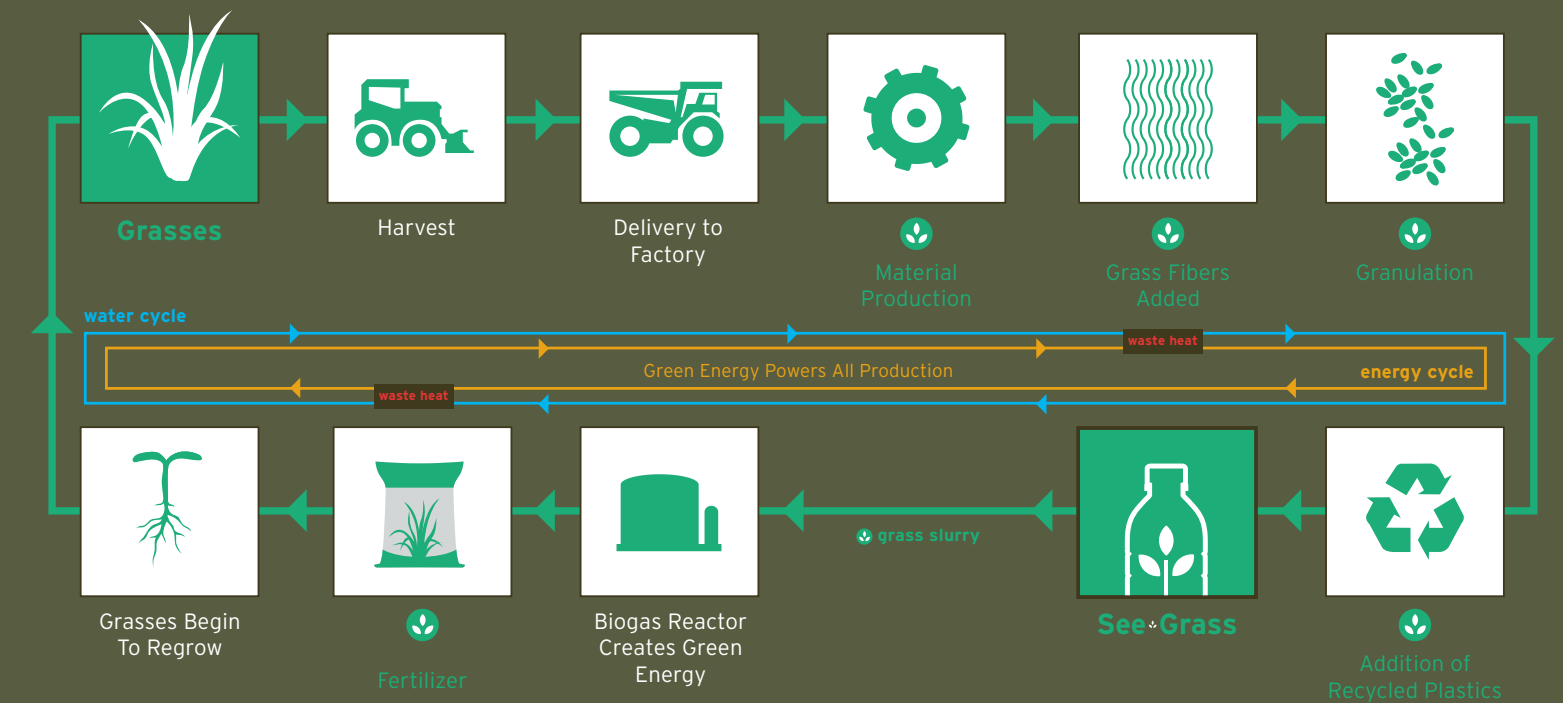 Grasses
Harvest
Delivery to
Factory
Material
Production
Grass Fibers
Added
Granulation
water cycle
waste heat
Green Energy Powers All Production
energy cycle
waste heat
grass slurry
Grasses Begin
To Regrow
Fertilizer
Biogas Reactor
Creates Green
Energy
See Grass
Addition of
Recycled Plastics